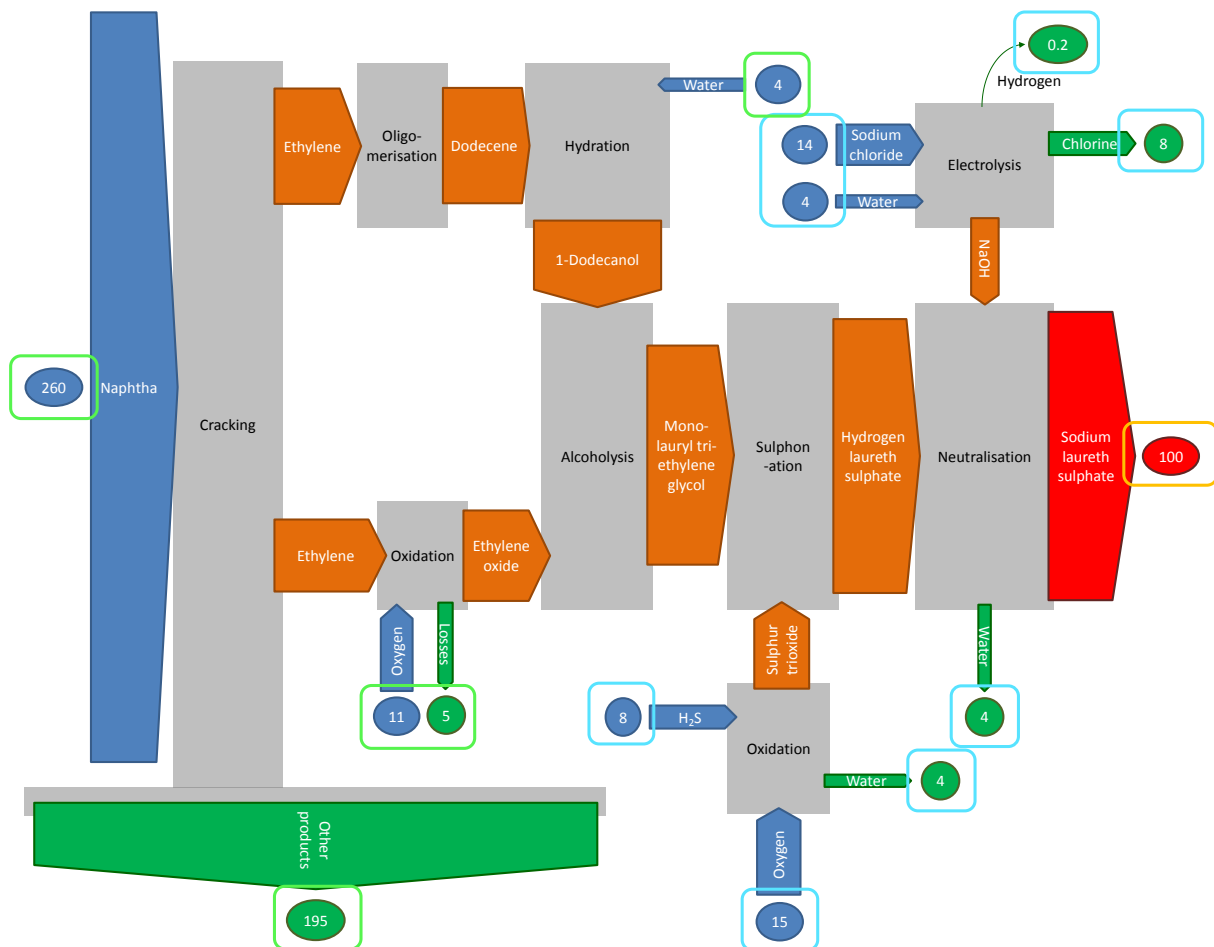 0.2
Hydrogen
Water
4
Ethylene
Oligo-
merisation
Dodecene
Hydration
14
Sodium
chloride
Electrolysis
Chlorine
8
4
Water
1-Dodecanol
NaOH
260
Naphtha
Cracking
Alcoholysis
Mono-
lauryl tri-
ethylene
glycol
Sulphon
-ation
Hydrogen
laureth
sulphate
Neutralisation
Sodium
laureth
sulphate
100
Ethylene
Oxidation
Ethylene
oxide
Oxygen
Losses
11
5
Sulphur
trioxide
Water
4
8
H₂S
Oxidation
Water
4
Other
products
195
Oxygen
15